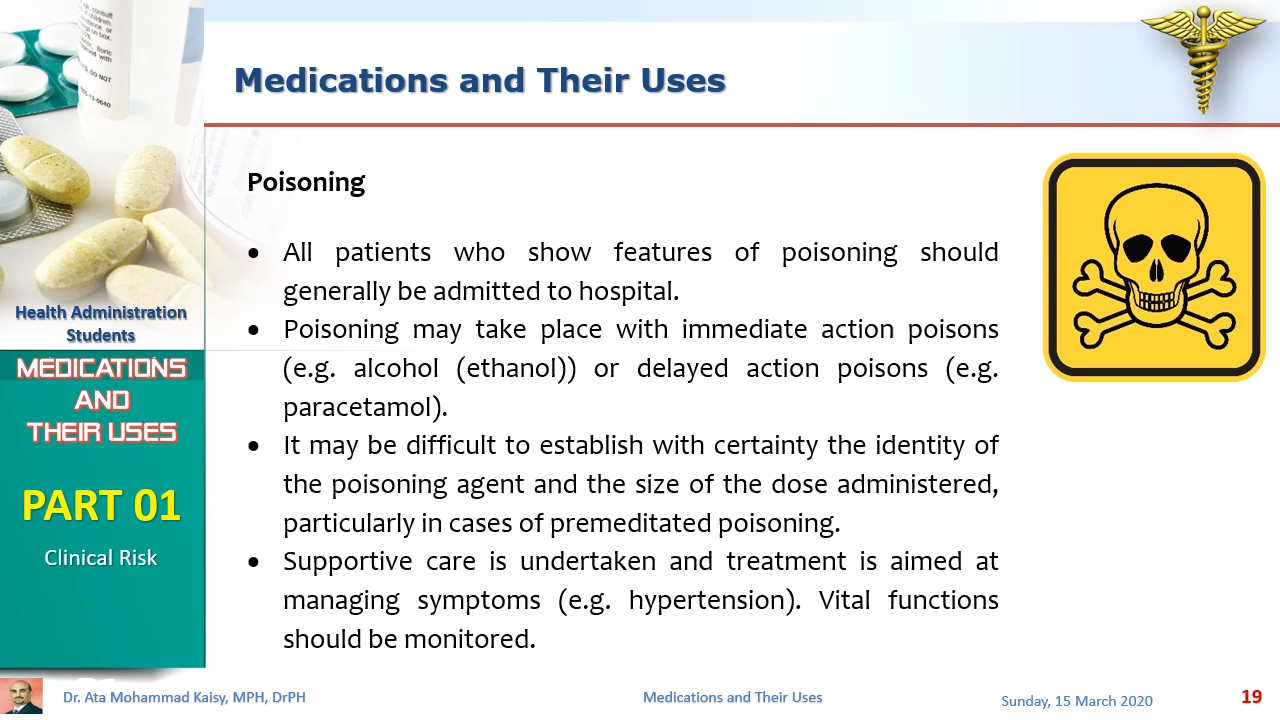 Medications and Their Uses
Health Administration
Students
MEDICATIONS
AND
THEIR USES
PART 01
Clinical Risk
Poisoning
• All patients who show features of poisoning should
generally be admitted to hospital.
• Poisoning may take place with immediate action poisons
(e.g. alcohol (ethanol)) or delayed action poisons (e.g.
paracetamol).
• It may be difficult to establish with certainty the identity of
the poisoning agent and the size of the dose administered,
particularly in cases of premeditated poisoning.
• Supportive care is undertaken and treatment is aimed at
managing symptoms (e.g. hypertension). Vital functions
should be monitored.
Dr. Ata Mohammad Kaisy, MPH, DrPH
Medications and Their Uses
Sunday, 15 March 2020
19